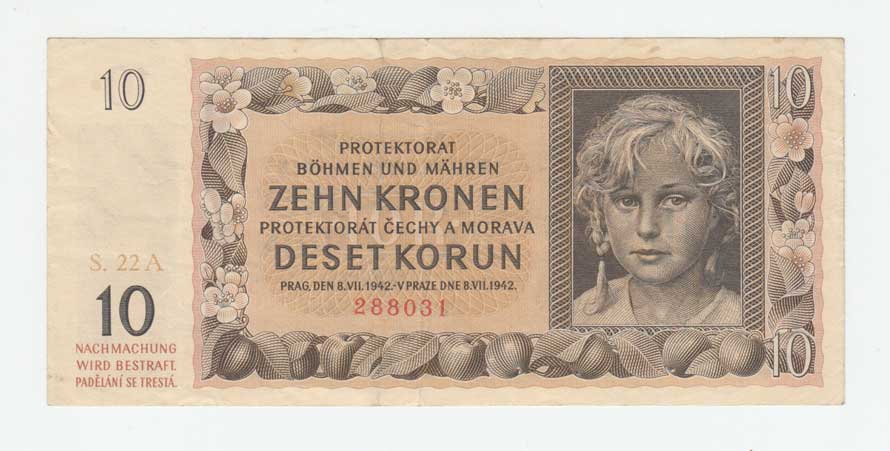 10
10
PROTEKTORAT
BÖHMEN UND MÄHREN
ZEHN KRONEN
PROTEKTORÁT ČECHY A MORAVA
DESET KORUN
PRAG, DEN 8. VII. 1942.-V PRAZE DNE 8. VII. 1942.
288031
S. 22 A
10
NACHMACHUNG
WIRD BESTRAFT.
PADĚLÁNÍ SE TRESTÁ.
10